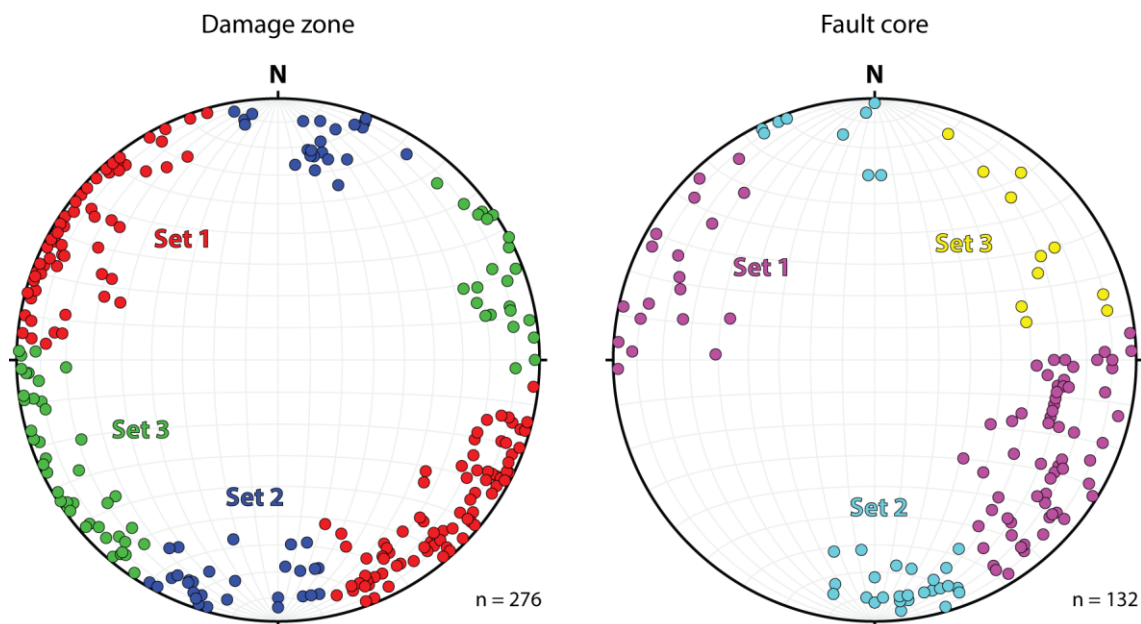 Damage zone
N
Set 1
Set 3
Set 2
n = 276
Fault core
N
Set 3
Set 1
Set 2
n = 132